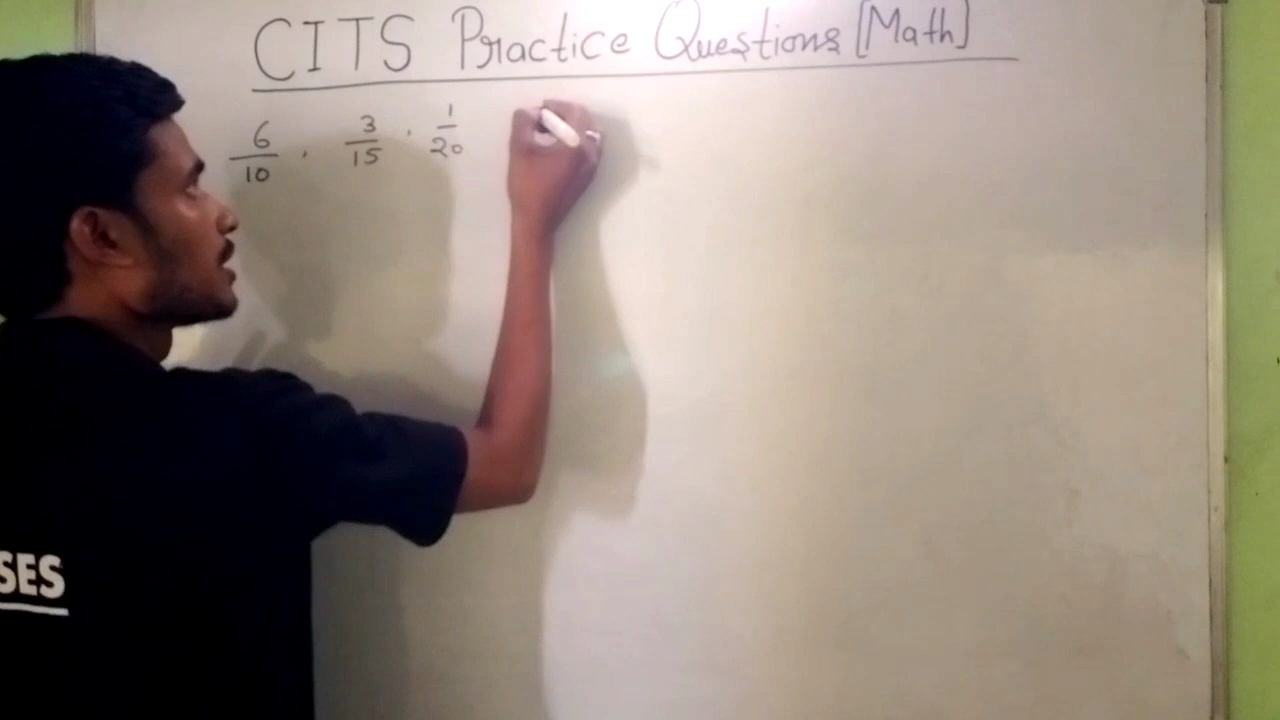 CITS Practice Questions [Math]
6/10 , 3/15 , 1/20
SES